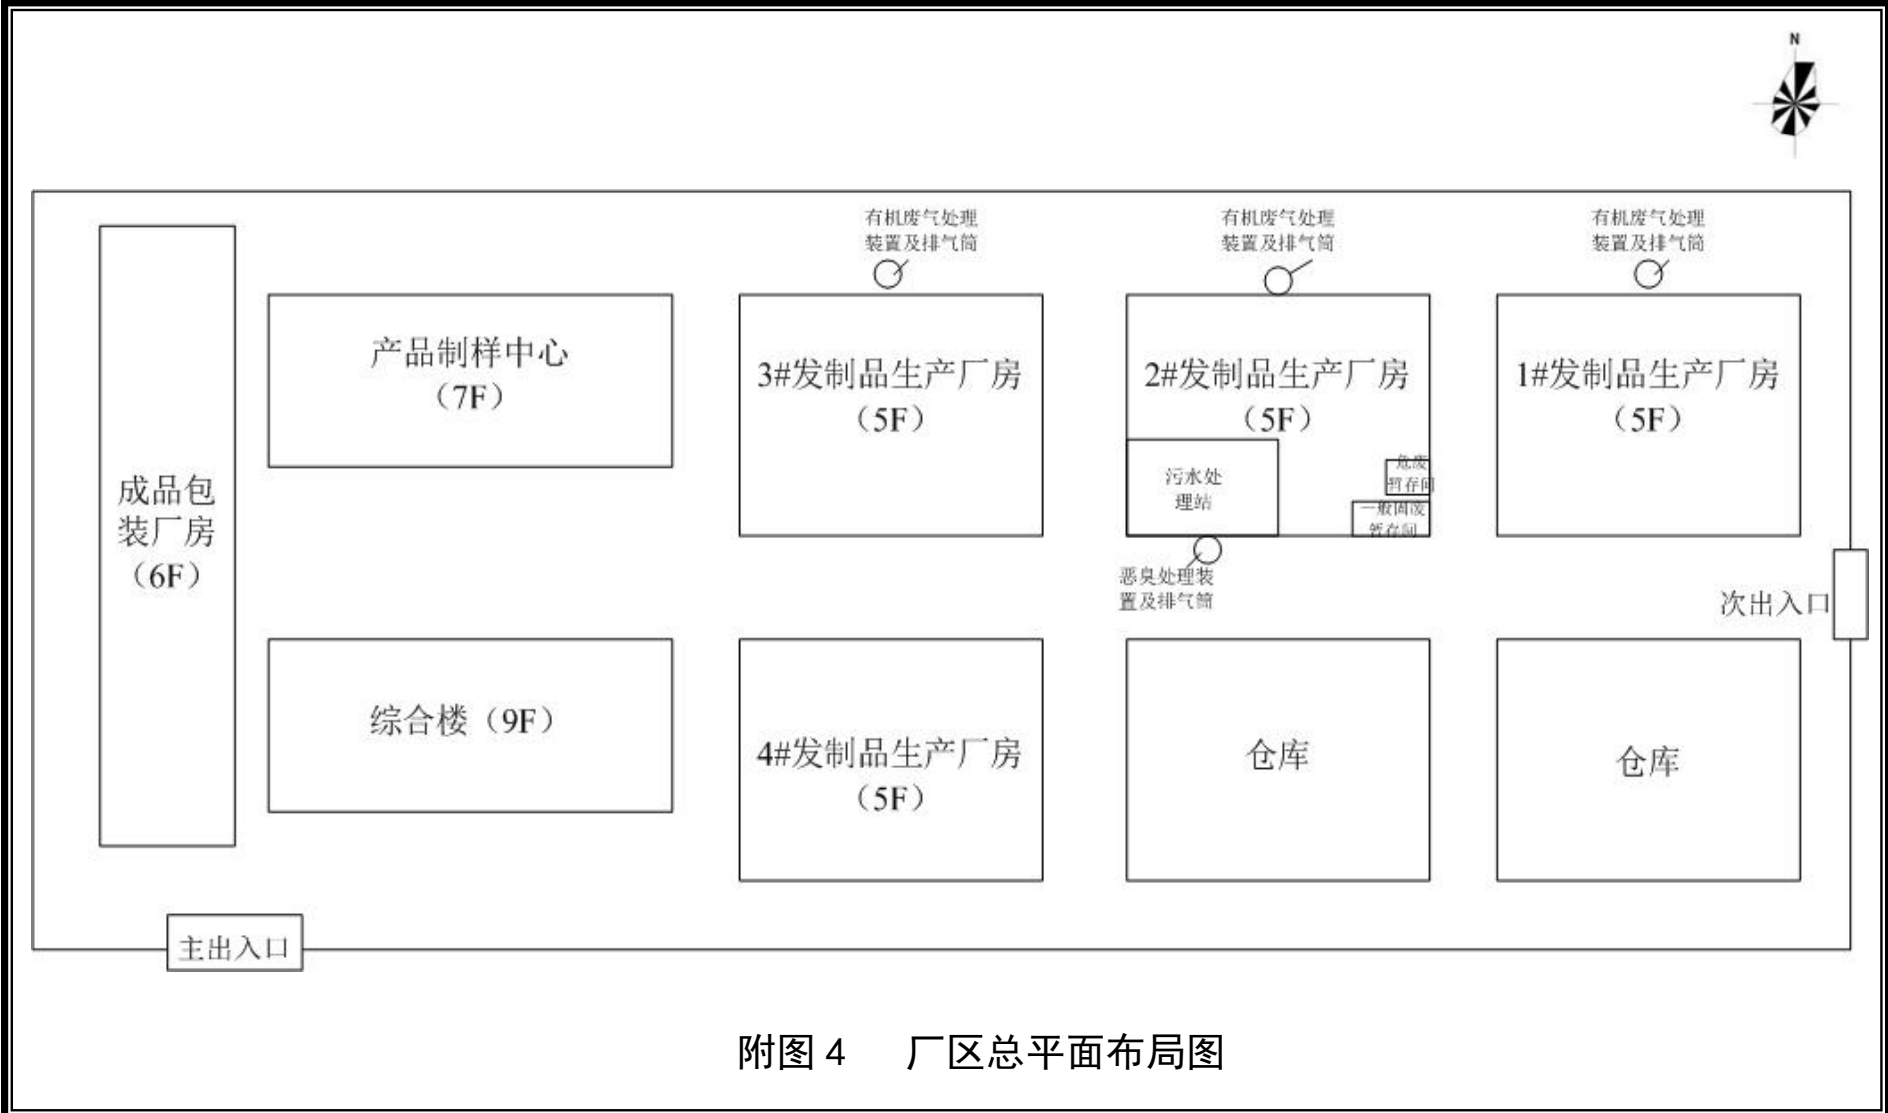 N
有机废气处理
装置及排气筒
有机废气处理
装置及排气筒
有机废气处理
装置及排气筒
产品制样中心
（7F）
3#发制品生产厂房
（5F）
2#发制品生产厂房
（5F）
1#发制品生产厂房
（5F）
成品包
装厂房
（6F）
污水处
理站
危废
暂存间
一般固废
暂存间
恶臭处理装
置及排气筒
次出入口
综合楼（9F）
4#发制品生产厂房
（5F）
仓库
仓库
主出入口
附图 4 厂区总平面布局图